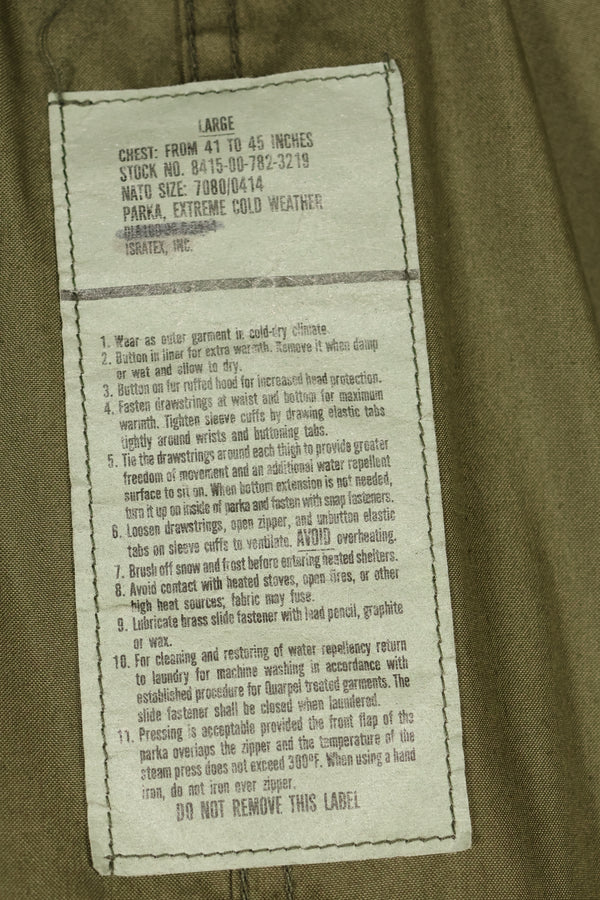 LARGE
CHEST: FROM 41 TO 45 INCHES
STOCK NO. 8415-00-782-3219
NATO SIZE: 7080/0414
PARKA, EXTREME COLD WEATHER
ISRATEX, INC.
1. Wear as outer garment in cold-dry climate.
2. Button in liner for extra warmth. Remove it when damp
or wet and allow to dry.
3. Button on fur ruffed hood for increased head protection.
4. Fasten drawstrings at waist and bottom for maximum
warmth. Tighten sleeve cuffs by drawing elastic tabs
tightly around wrists and buttoning tabs.
5. Tie the drawstrings around each thigh to provide greater
freedom of movement and an additional water repellent
surface to sit on. When bottom extension is not needed,
turn it up on inside of parka and fasten with snap fasteners.
6. Loosen drawstrings, open zipper, and unbutton elastic
tabs on sleeve cuffs to ventilate. AVOID overheating.
7. Brush off snow and frost before entering heated shelters.
8. Avoid contact with heated stoves, open fires, or other
high heat sources; fabric may fuse.
9. Lubricate brass slide fastener with lead pencil, graphite
or wax.
10. For cleaning and restoring of water repellency return
to laundry for machine washing in accordance with
established procedure for Quarpel treated garments. The
slide fastener shall be closed when laundered.
11. Pressing is acceptable provided the front flap of the
parka overlaps the zipper and the temperature of the
steam press does not exceed 300°F. When using a hand
iron, do not iron over zipper.
DO NOT REMOVE THIS LABEL